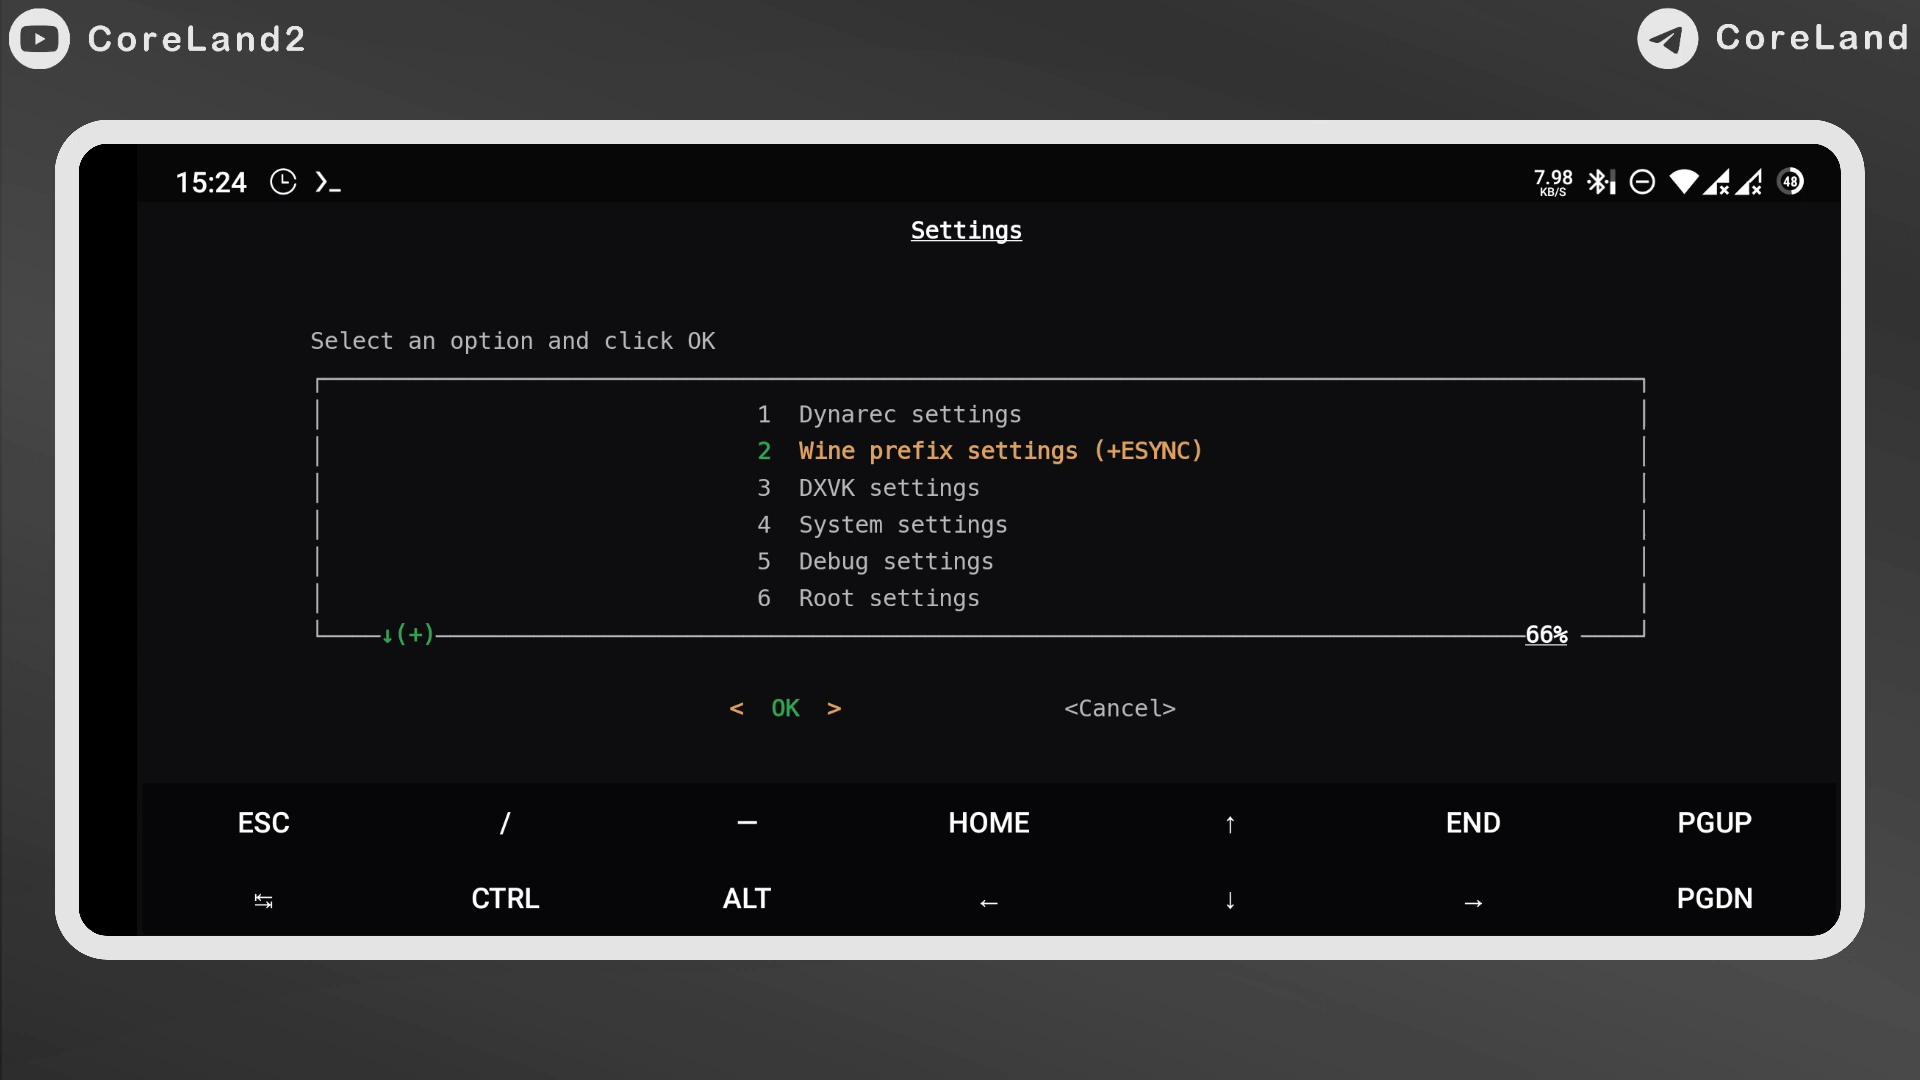 CoreLand2
CoreLand
15:24
7.98
KB/S
48
Settings
Select an option and click OK
1 Dynarec settings
2 Wine prefix settings (+ESYNC)
3 DXVK settings
4 System settings
5 Debug settings
6 Root settings
↓(+)
66%
< OK >
<Cancel>
ESC / — HOME ↑ END PGUP
↹ CTRL ALT ← ↓ → PGDN